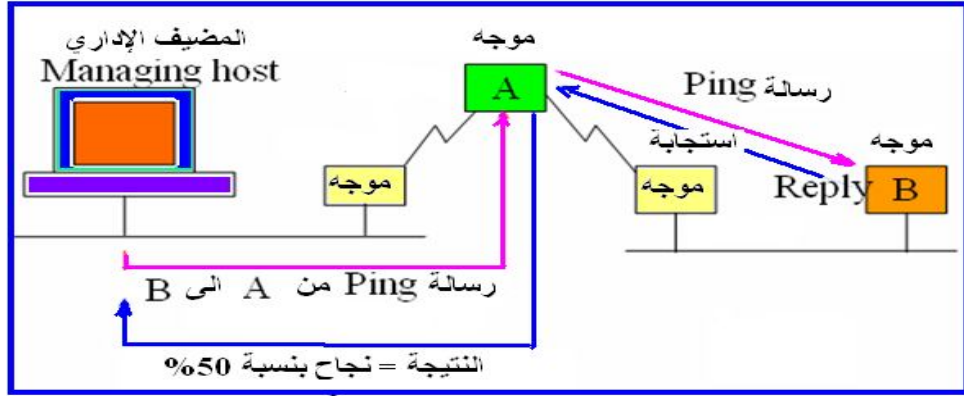 المضيف الإداري
Managing host
موجه
A
رسالة Ping
استجابة
موجه
موجه
موجه
Reply
B
رسالة Ping من A الى B
النتيجة = نجاح بنسبة 50%